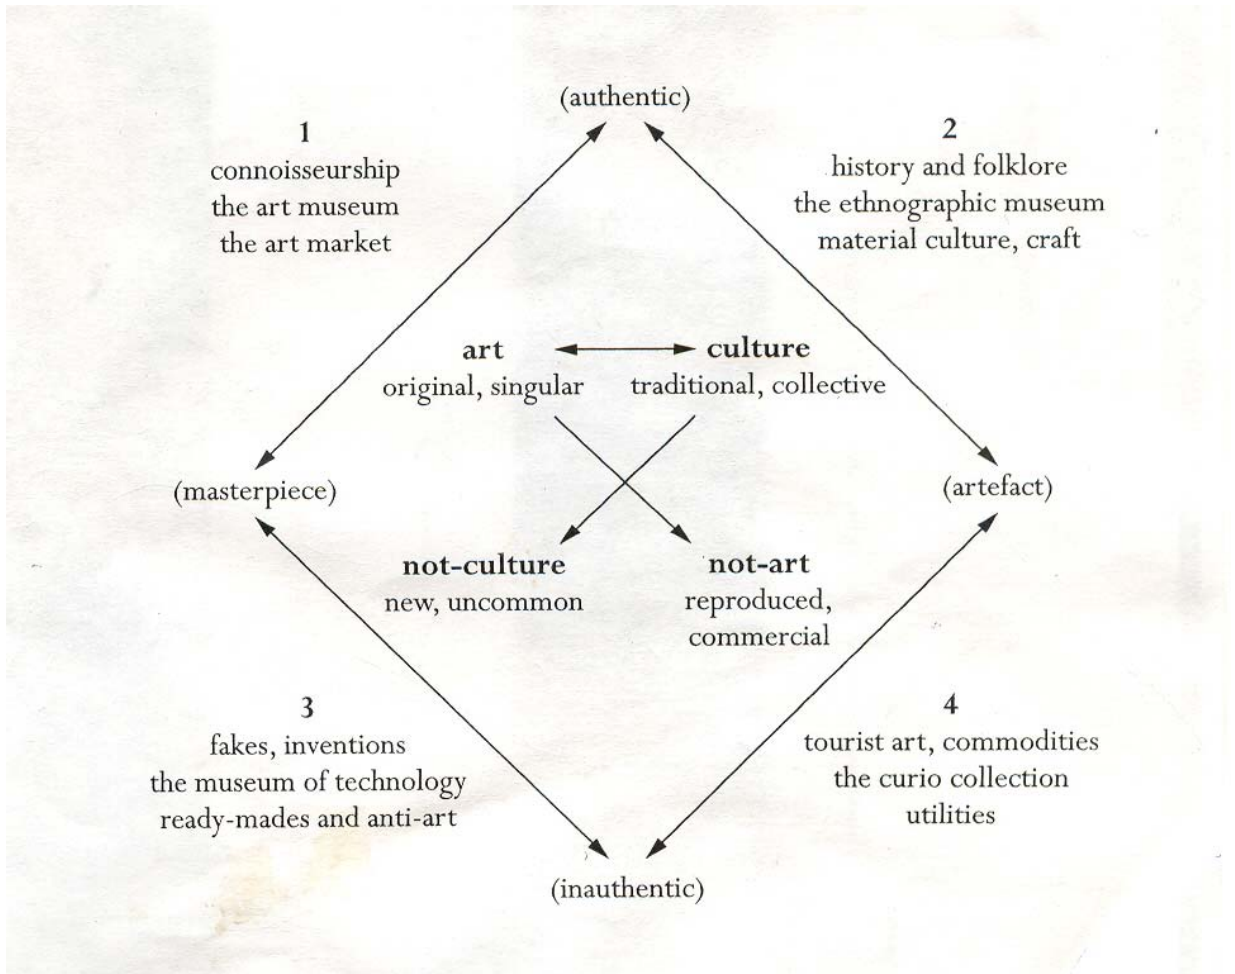 (authentic)
1
connoisseurship
the art museum
the art market
2
history and folklore
the ethnographic museum
material culture, craft
art
original, singular
culture
traditional, collective
(masterpiece)
(artefact)
not-culture
new, uncommon
not-art
reproduced,
commercial
3
fakes, inventions
the museum of technology
ready-mades and anti-art
4
tourist art, commodities
the curio collection
utilities
(inauthentic)